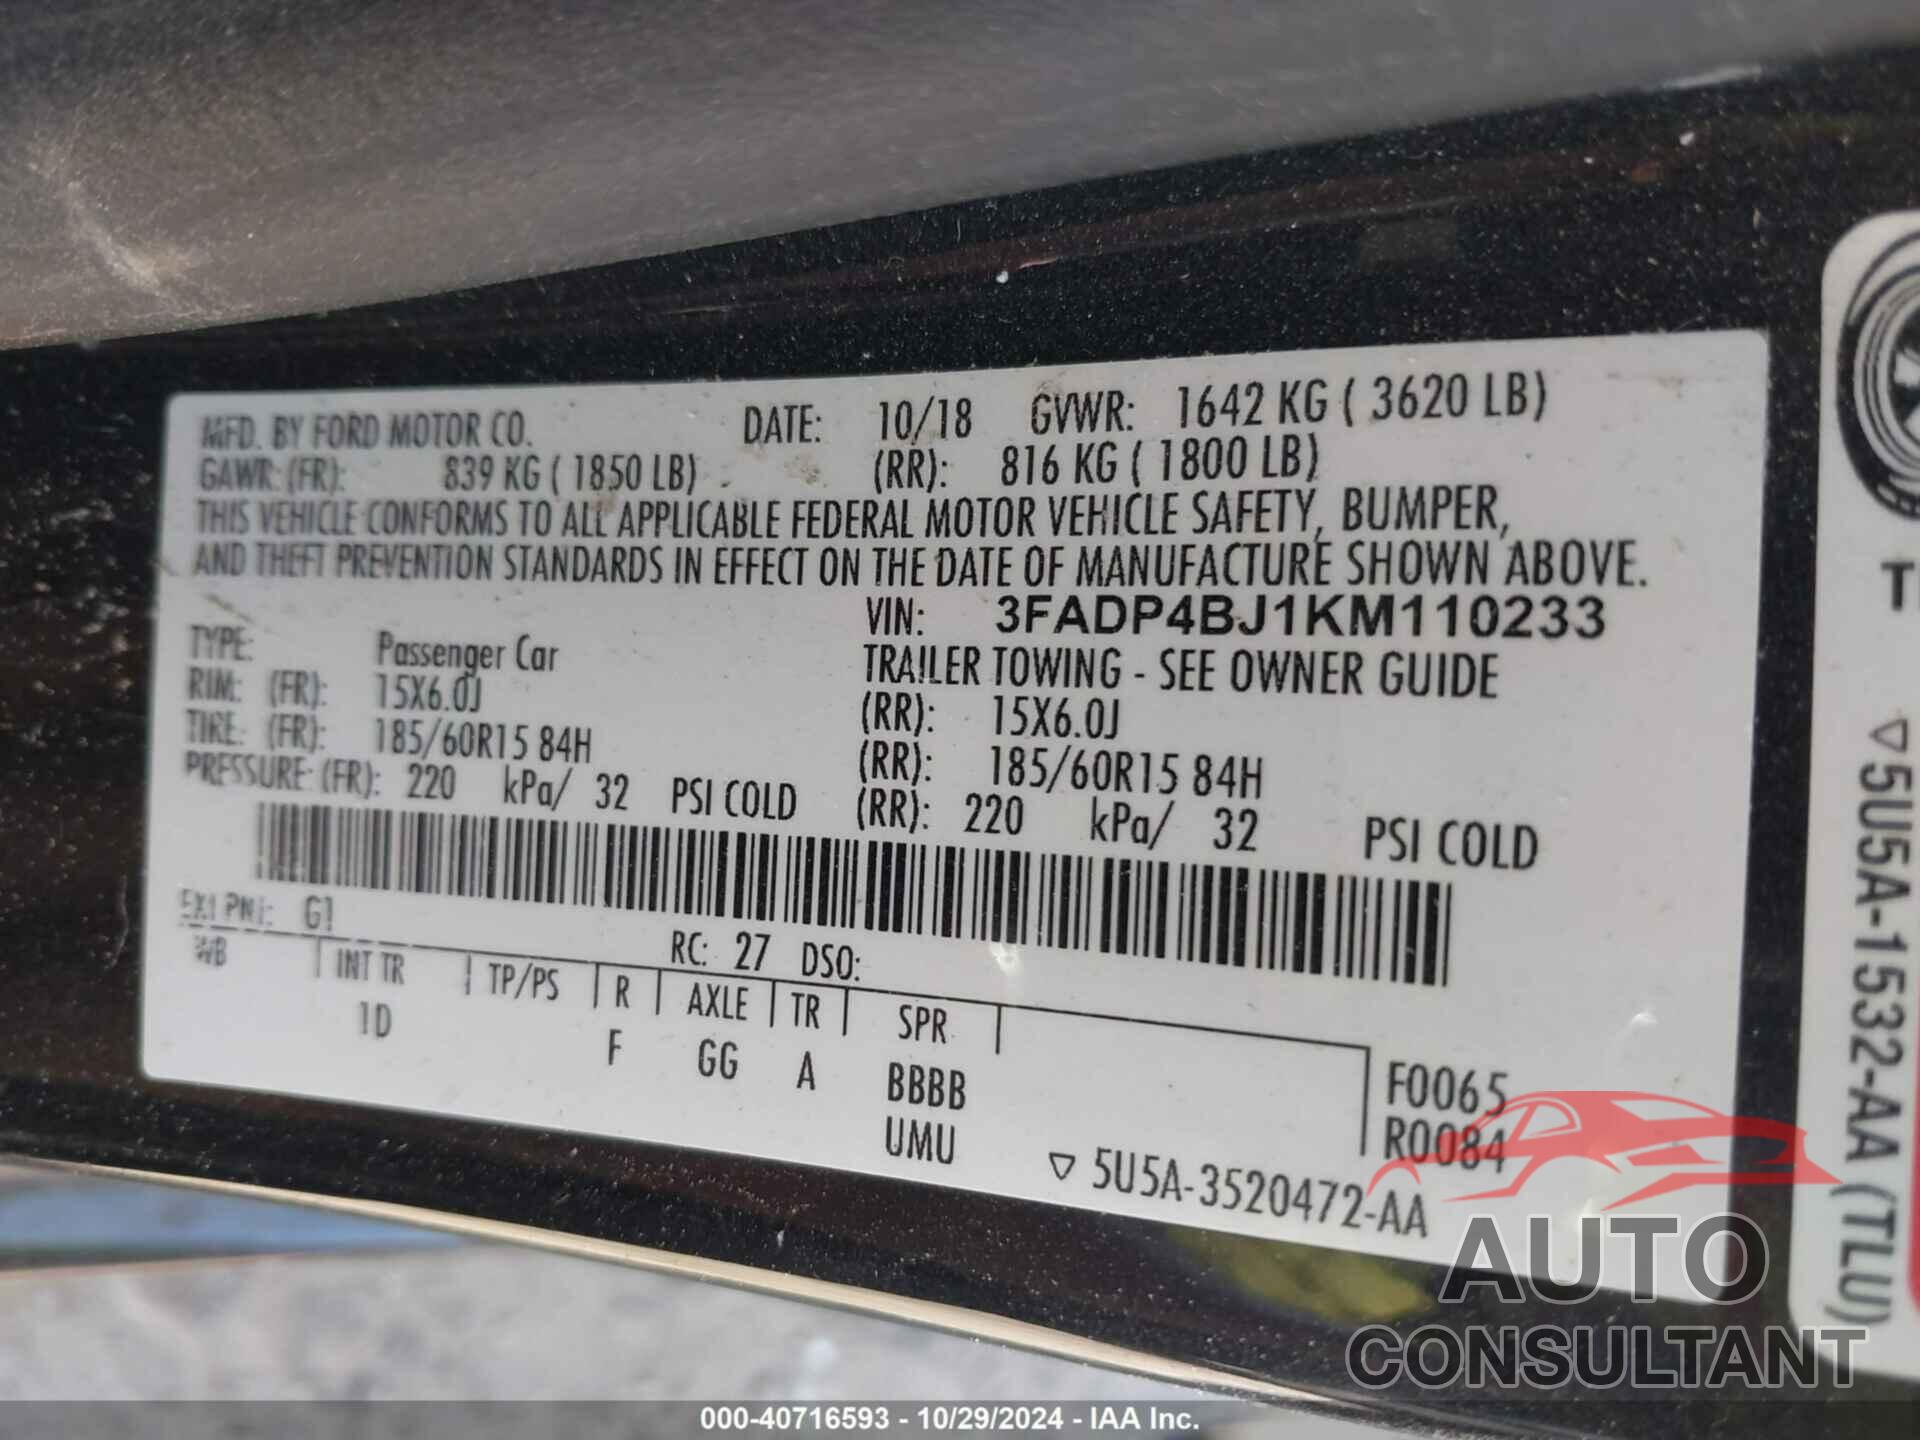 MFD. BY FORD MOTOR CO. DATE: 10/18 GVWR: 1642 KG ( 3620 LB)
GAWR: (FR): 839 KG ( 1850 LB) (RR): 816 KG ( 1800 LB)
THIS VEHICLE CONFORMS TO ALL APPLICABLE FEDERAL MOTOR VEHICLE SAFETY, BUMPER,
AND THEFT PREVENTION STANDARDS IN EFFECT ON THE DATE OF MANUFACTURE SHOWN ABOVE.
VIN: 3FADP4BJ1KM110233
TYPE: Passenger Car TRAILER TOWING - SEE OWNER GUIDE
RIM: (FR): 15X6.0J (RR): 15X6.0J
TIRE: (FR): 185/60R15 84H (RR): 185/60R15 84H
PRESSURE: (FR): 220 kPa/ 32 PSI COLD (RR): 220 kPa/ 32 PSI COLD
EXT PNT: G1 RC: 27 DSO:
WB INT TR TP/PS R AXLE TR SPR
1D F GG A BBBB F0065
UMU R0084
▽ 5U5A-3520472-AA
T
▽5U5A-1532-AA (TLU)
AUTO
CONSULTANT
000-40716593 - 10/29/2024 - IAA Inc.